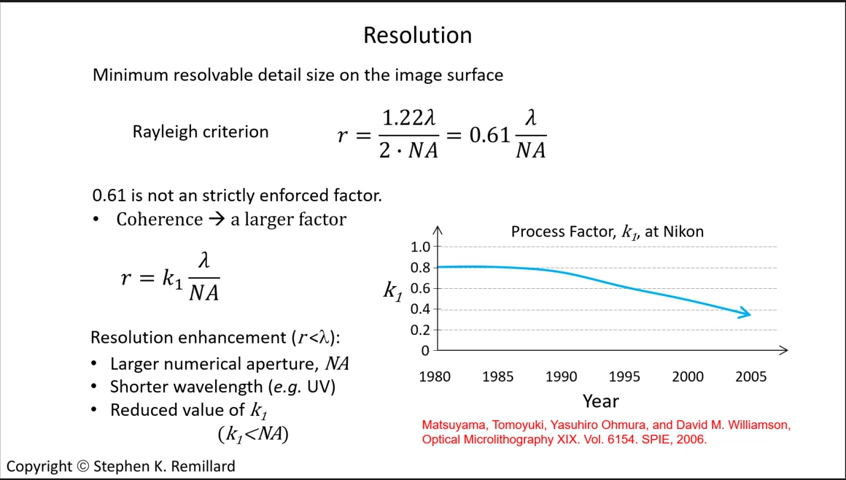 Resolution
Minimum resolvable detail size on the image surface
Rayleigh criterion
r = 1.22λ / 2 · NA = 0.61 λ / NA
0.61 is not an strictly enforced factor.
• Coherence → a larger factor
r = k₁ λ / NA
Resolution enhancement (r<λ):
• Larger numerical aperture, NA
• Shorter wavelength (e.g. UV)
• Reduced value of k₁
(k₁<NA)
Process Factor, k₁, at Nikon
1.0
0.8
0.6
0.4
0.2
0
k₁
1980 1985 1990 1995 2000 2005
Year
Matsuyama, Tomoyuki, Yasuhiro Ohmura, and David M. Williamson,
Optical Microlithography XIX. Vol. 6154. SPIE, 2006.
Copyright © Stephen K. Remillard